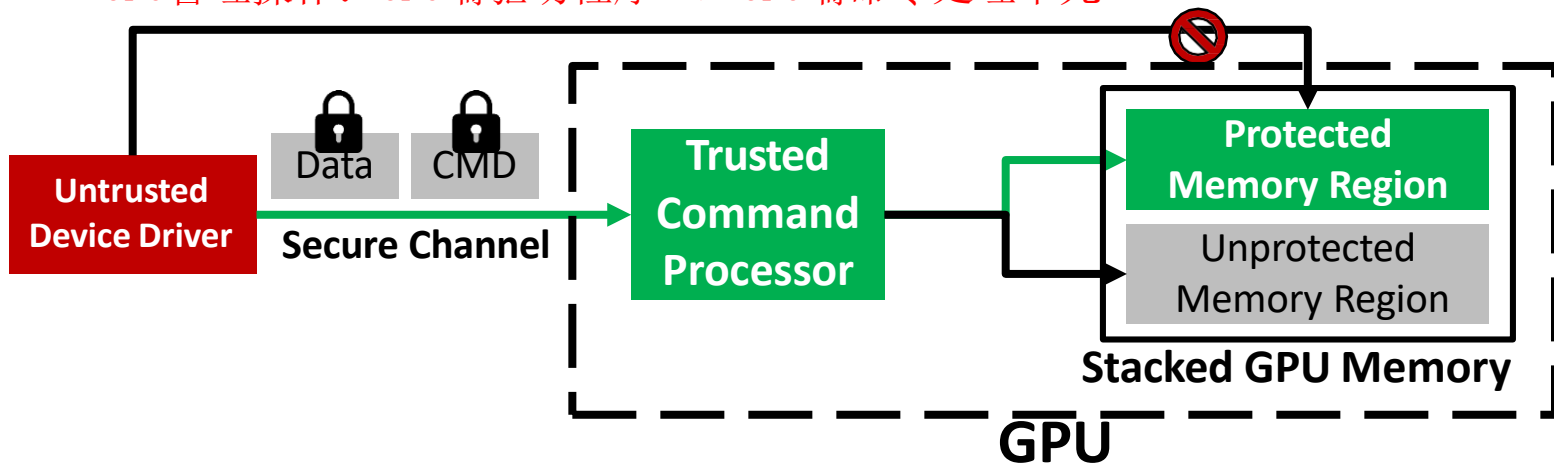 Untrusted
Device Driver
Data
CMD
Secure Channel
Trusted
Command
Processor
Protected
Memory Region
Unprotected
Memory Region
Stacked GPU Memory
GPU